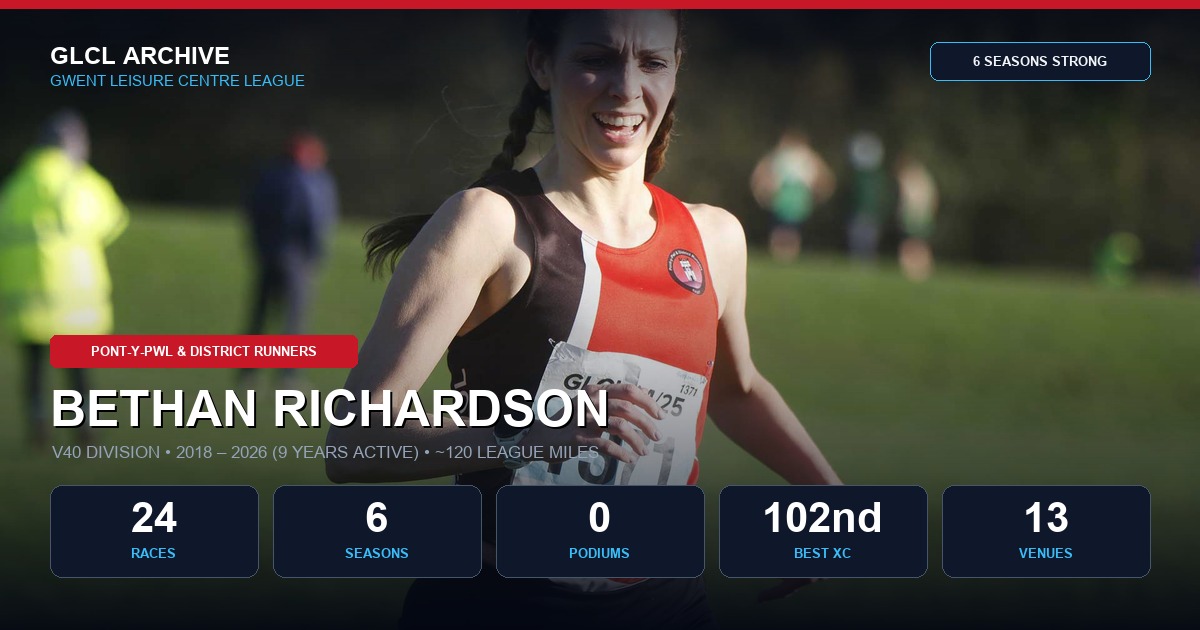 GLCL ARCHIVE
GWENT LEISURE CENTRE LEAGUE
6 SEASONS STRONG
PONT-Y-PWL & DISTRICT RUNNERS
BETHAN RICHARDSON
V40 DIVISION • 2018 – 2026 (9 YEARS ACTIVE) • ~120 LEAGUE MILES
1371
24
RACES
6
SEASONS
0
PODIUMS
102nd
BEST XC
13
VENUES